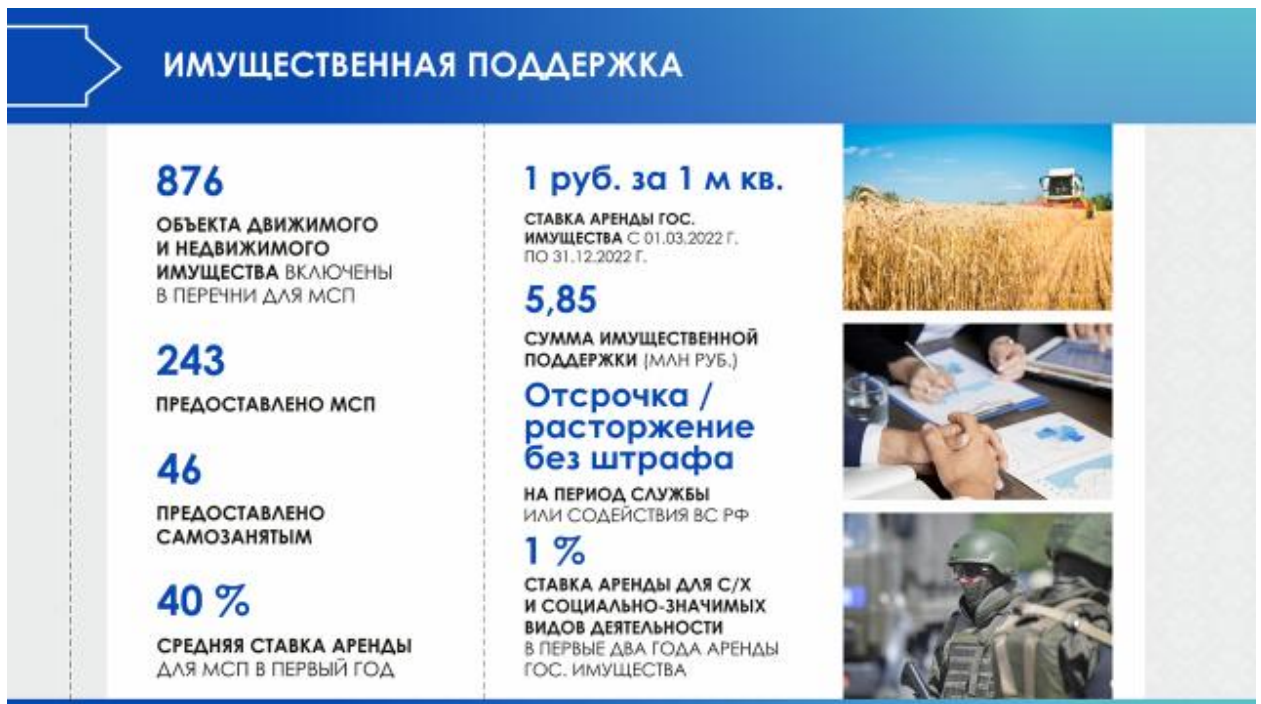 ИМУЩЕСТВЕННАЯ ПОДДЕРЖКА
876
ОБЪЕКТА ДВИЖИМОГО
И НЕДВИЖИМОГО
ИМУЩЕСТВА ВКЛЮЧЕНЫ
В ПЕРЕЧНИ ДЛЯ МСП
243
ПРЕДОСТАВЛЕНО МСП
46
ПРЕДОСТАВЛЕНО
САМОЗАНЯТЫМ
40 %
СРЕДНЯЯ СТАВКА АРЕНДЫ
ДЛЯ МСП В ПЕРВЫЙ ГОД
1 руб. за 1 м кв.
СТАВКА АРЕНДЫ ГОС.
ИМУЩЕСТВА С 01.03.2022 Г.
ПО 31.12.2022 Г.
5,85
СУММА ИМУЩЕСТВЕННОЙ
ПОДДЕРЖКИ (МЛН РУБ.)
Отсрочка /
расторжение
без штрафа
НА ПЕРИОД СЛУЖБЫ
ИЛИ СОДЕЙСТВИЯ ВС РФ
1 %
СТАВКА АРЕНДЫ ДЛЯ С/Х
И СОЦИАЛЬНО-ЗНАЧИМЫХ
ВИДОВ ДЕЯТЕЛЬНОСТИ
В ПЕРВЫЕ ДВА ГОДА АРЕНДЫ
ГОС. ИМУЩЕСТВА